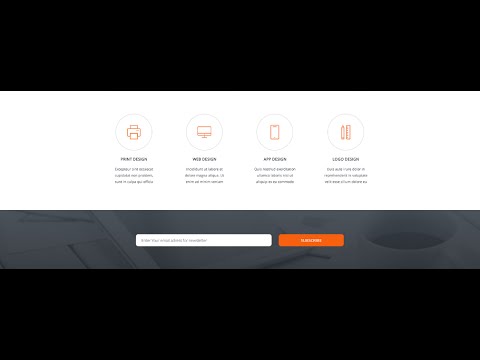 PRINT DESIGN
WEB DESIGN
APP DESIGN
LOGO DESIGN
Excepteur sint occaecat
cupidatat non proident,
sunt in culpa qui officia
Incididunt ut labore et
dolore magna aliqua. Ut
enim ad minim veniam
Quis nostrud exercitation
ullamco laboris nisi ut
aliquip ex ea commodo
Duis aute irure dolor in
reprehenderit in voluptate
velit esse cillum dolore eu
Enter Your email address for newsletter
SUBSCRIBE